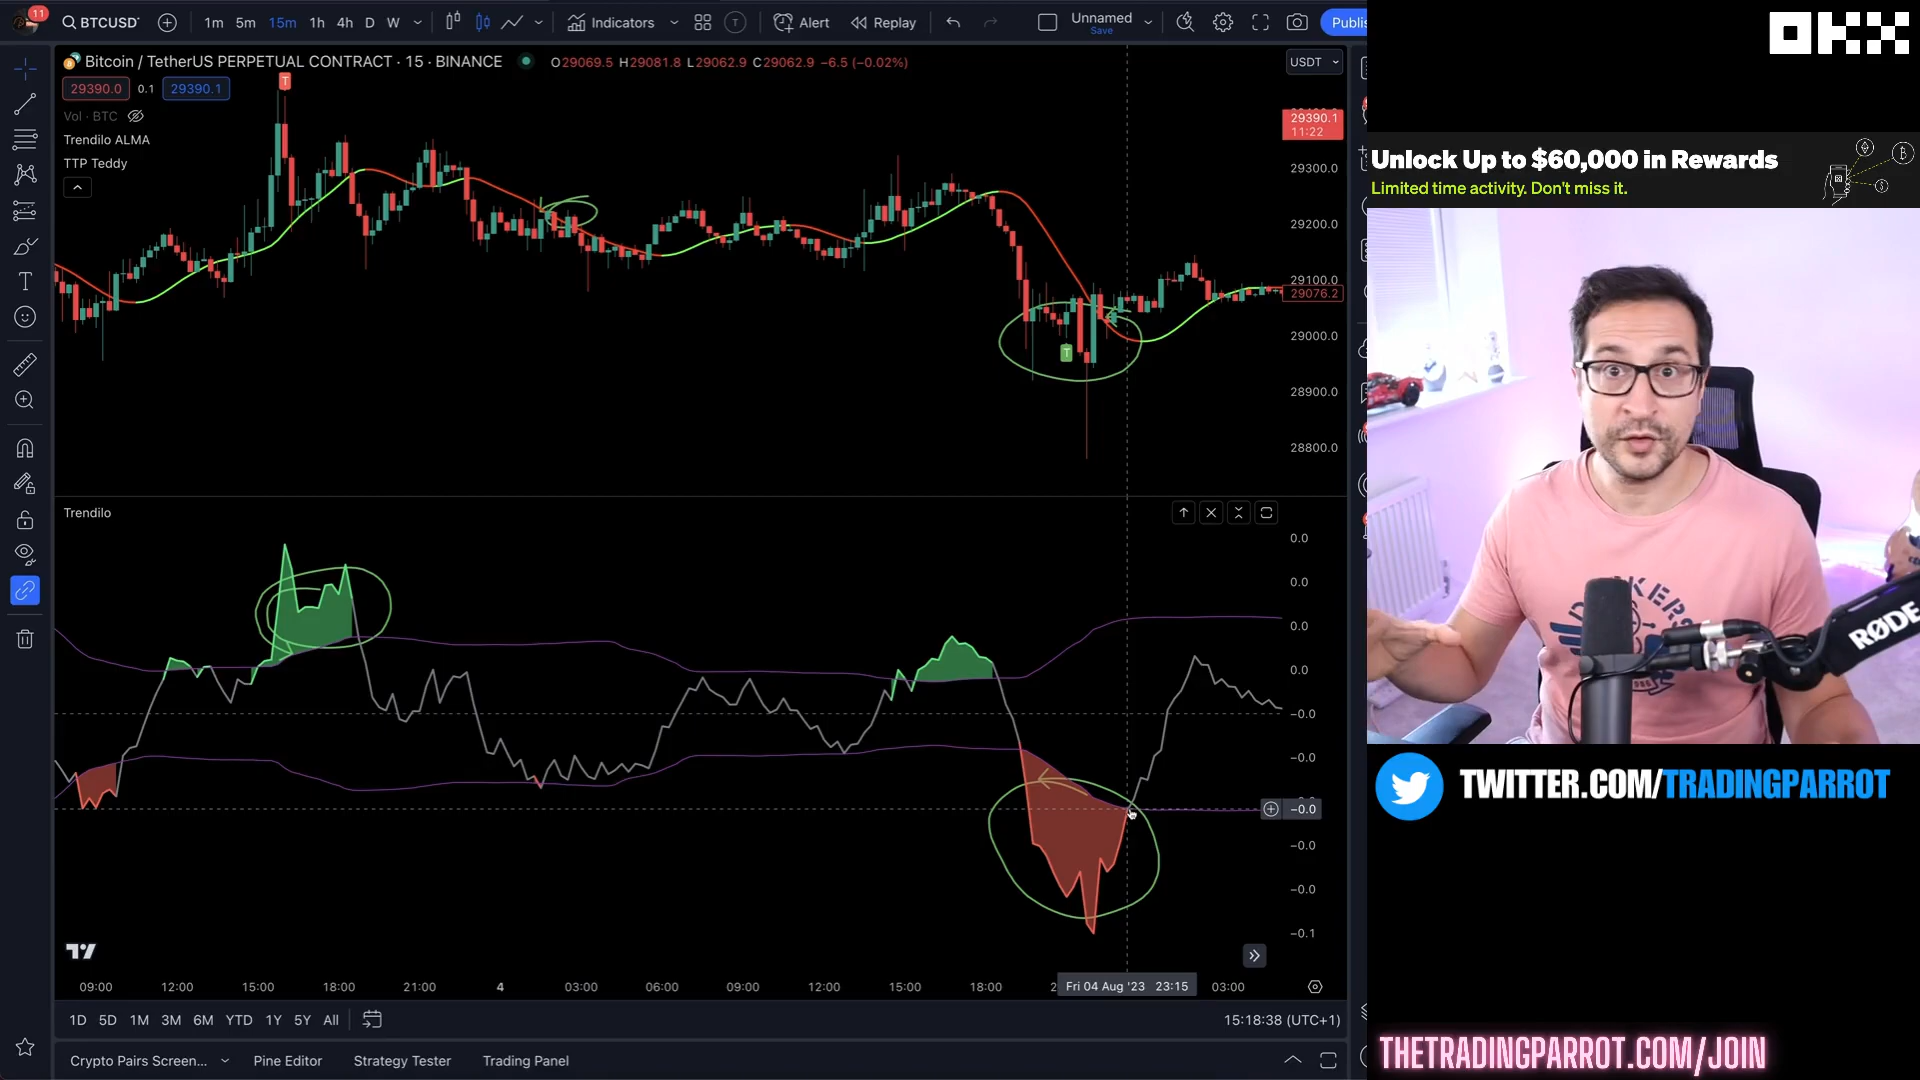 11
BTCUSD
1m 5m 15m 1h 4h D W
Indicators
T
Alert
Replay
Unnamed
Save
Publis
OKX
Bitcoin / TetherUS PERPETUAL CONTRACT · 15 · BINANCE
O29069.5 H29081.8 L29062.9 C29062.9 −6.5 (−0.02%)
USDT
29390.0
0.1
29390.1
T
Vol · BTC
Trendilo ALMA
TTP Teddy
29390.1
11:22
29300.0
29200.0
29100.0
29076.2
29000.0
28900.0
28800.0
T
Unlock Up to $60,000 in Rewards
Limited time activity. Don't miss it.
RØDE
Trendilo
0.0
0.0
0.0
0.0
−0.0
−0.0
−0.0
−0.0
−0.0
−0.1
TWITTER.COM/TRADINGPARROT
09:00 12:00 15:00 18:00 21:00 4 03:00 06:00 09:00 12:00 15:00 18:00 2 Fri 04 Aug '23 23:15 03:00
1D 5D 1M 3M 6M YTD 1Y 5Y All
15:18:38 (UTC+1)
Crypto Pairs Screen...
Pine Editor
Strategy Tester
Trading Panel
THETRADINGPARROT.COM/JOIN